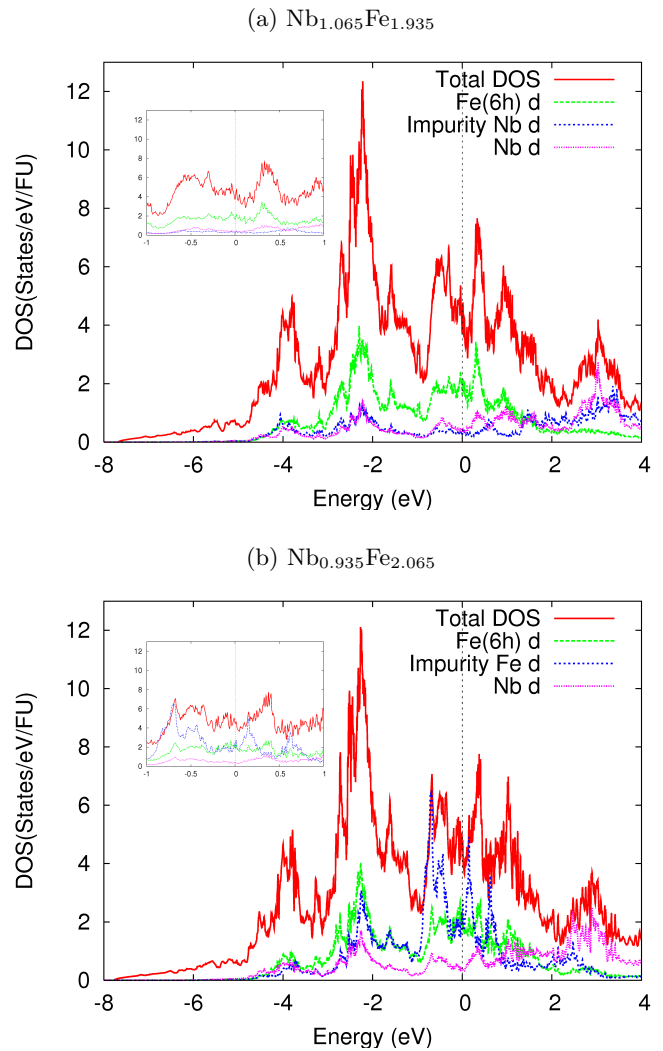 (a) Nb1.065Fe1.935
Total DOS
Fe(6h) d
Impurity Nb d
Nb d
DOS(States/eV/FU)
12
10
8
6
4
2
0
-8 -6 -4 -2 0 2 4
Energy (eV)
12
10
8
6
4
2
0
-1 -0.5 0 0.5 1
(b) Nb0.935Fe2.065
Total DOS
Fe(6h) d
Impurity Fe d
Nb d
DOS(States/eV/FU)
12
10
8
6
4
2
0
-8 -6 -4 -2 0 2 4
Energy (eV)
12
10
8
6
4
2
0
-1 -0.5 0 0.5 1